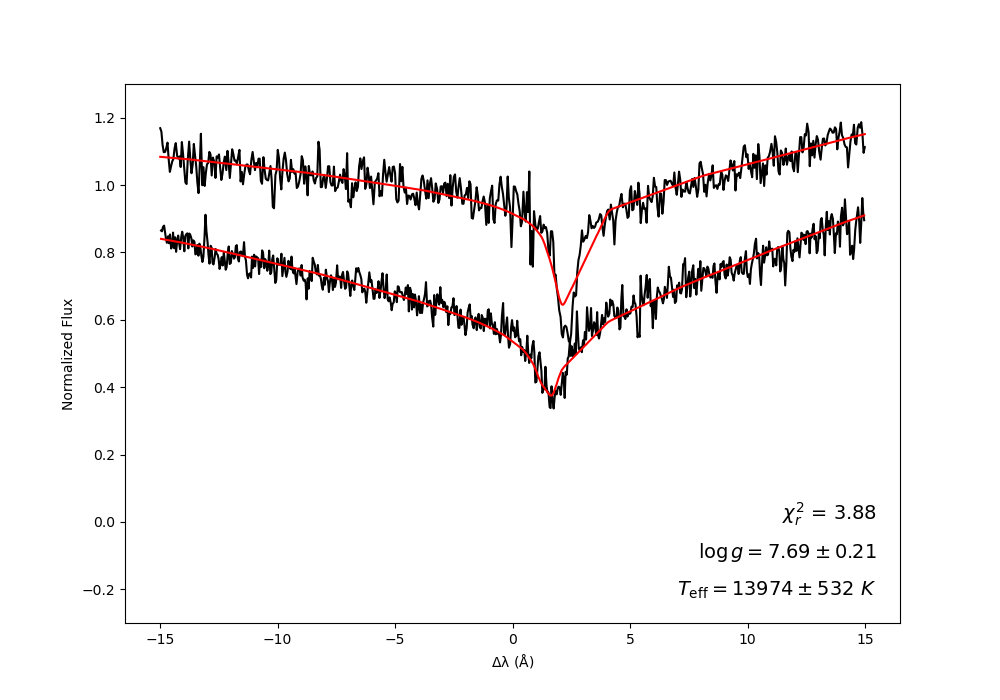 1.2
1.0
0.8
0.6
0.4
0.2
0.0
−0.2
Normalized Flux
χ²ᵣ = 3.88
log g = 7.69 ± 0.21
T_eff = 13974 ± 532 K
−15 −10 −5 0 5 10 15
Δλ (Å)